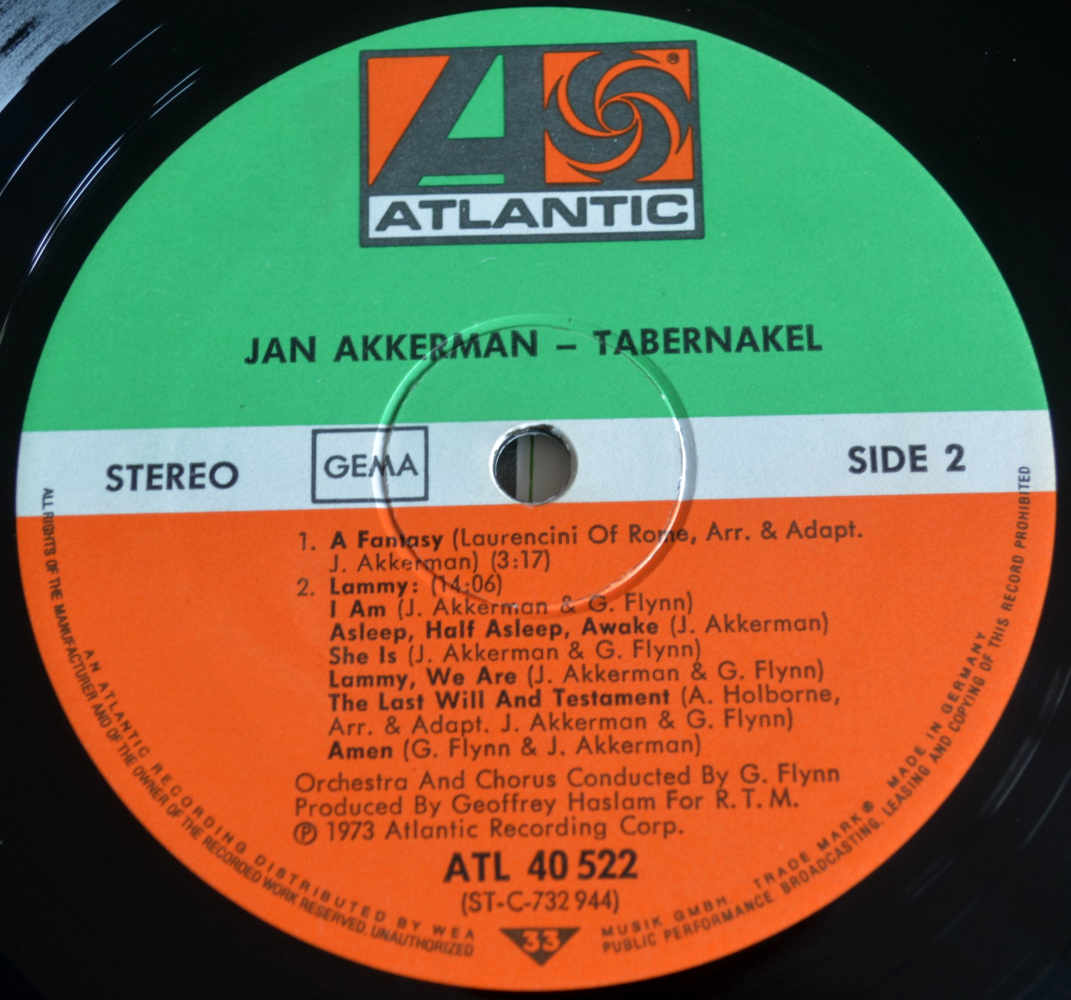 ®
ATLANTIC
JAN AKKERMAN – TABERNAKEL
STEREO
GEMA
SIDE 2
1. A Fantasy (Laurencini Of Rome, Arr. & Adapt.
J. Akkerman) (3:17)
2. Lammy: (14:06)
I Am (J. Akkerman & G. Flynn)
Asleep, Half Asleep, Awake (J. Akkerman)
She Is (J. Akkerman & G. Flynn)
Lammy, We Are (J. Akkerman & G. Flynn)
The Last Will And Testament (A. Holborne,
Arr. & Adapt. J. Akkerman & G. Flynn)
Amen (G. Flynn & J. Akkerman)
Orchestra And Chorus Conducted By G. Flynn
Produced By Geoffrey Haslam For R.T.M.
℗ 1973 Atlantic Recording Corp.
ATL 40 522
(ST-C-732 944)
33
AN ATLANTIC RECORDING DISTRIBUTED BY WEA MUSIK GMBH. TRADE MARK ® MADE IN GERMANY
ALL RIGHTS OF THE MANUFACTURER AND OF THE OWNER OF THE RECORDED WORK RESERVED. UNAUTHORIZED PUBLIC PERFORMANCE, BROADCASTING, LEASING AND COPYING OF THIS RECORD PROHIBITED